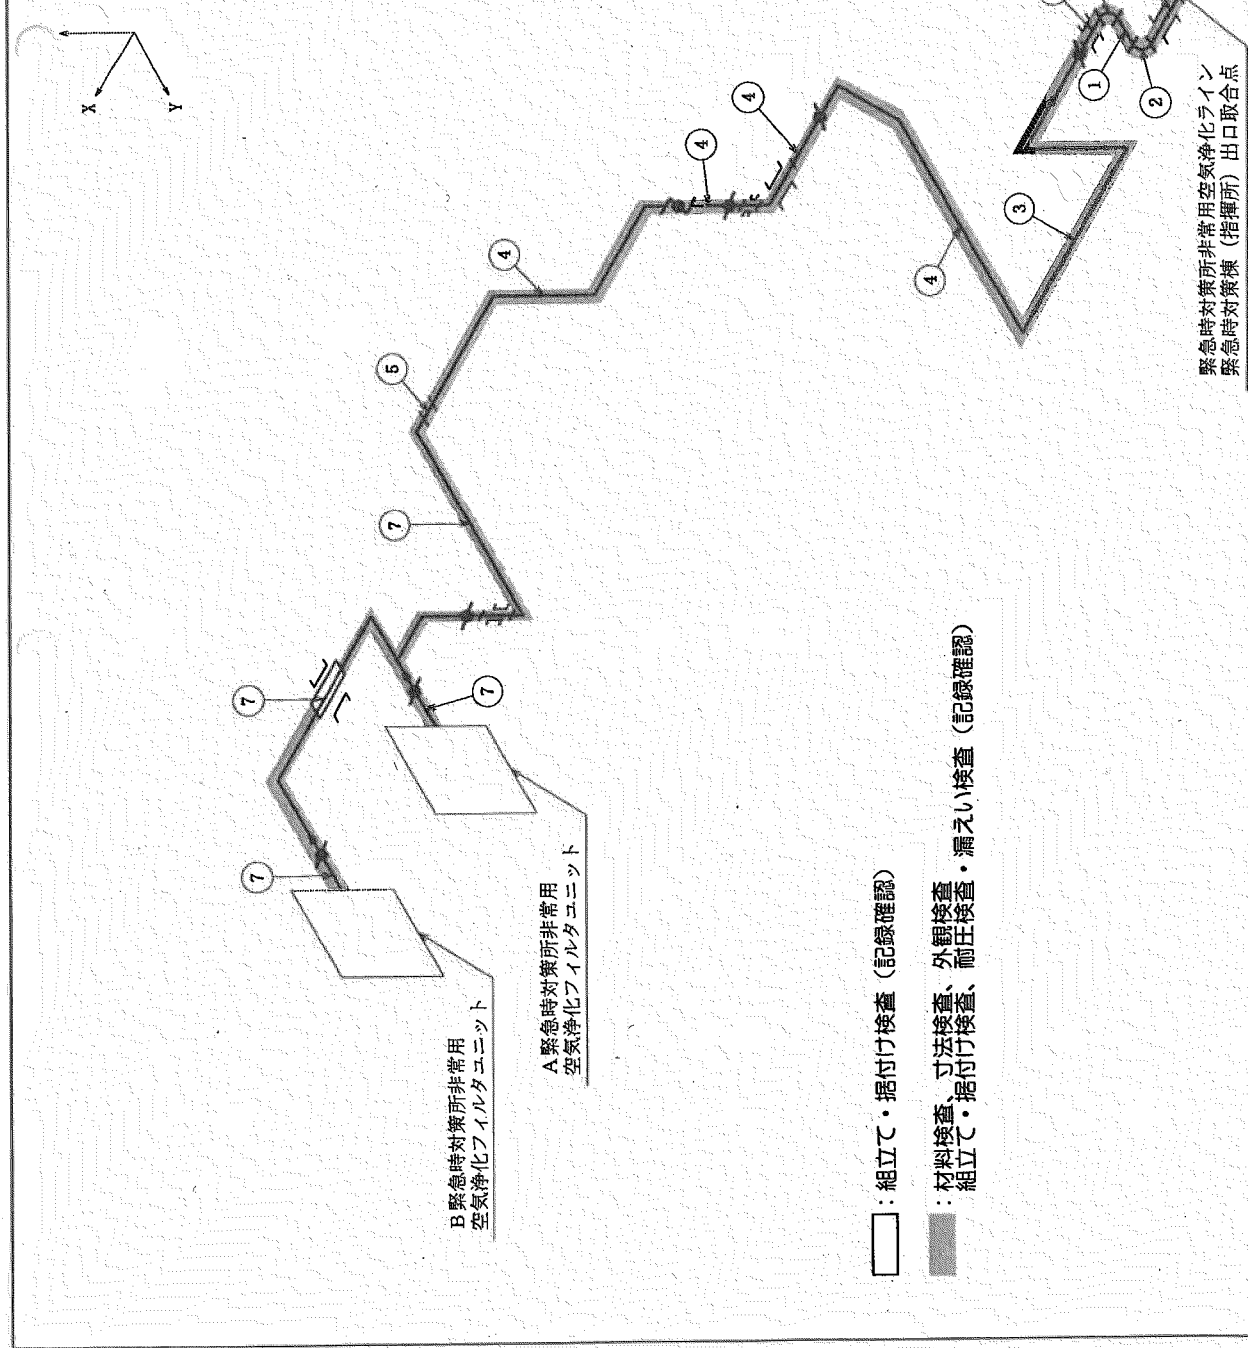 X
Y
7
7
7
7
5
4
4
4
4
3
1
2
B緊急時対策所非常用
空気浄化フィルタユニット
A緊急時対策所非常用
空気浄化フィルタユニット
緊急時対策所非常用空気浄化ライン
緊急時対策棟（指揮所）出口取合点
：組立て・据付け検査（記録確認）
：材料検査、寸法検査、外観検査
組立て・据付け検査、耐圧検査・漏えい検査（記録確認）